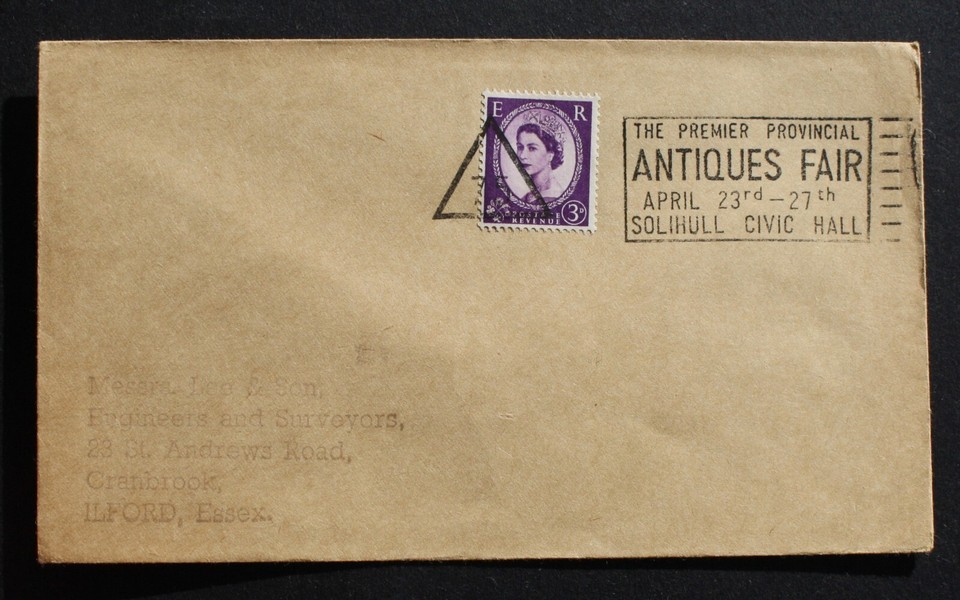 E R
POSTAGE
REVENUE
3D
THE PREMIER PROVINCIAL
ANTIQUES FAIR
APRIL 23rd – 27th
SOLIHULL CIVIC HALL
Messrs. Lee & Son,
Engineers and Surveyors,
23 St. Andrews Road,
Cranbrook,
ILFORD, Essex.